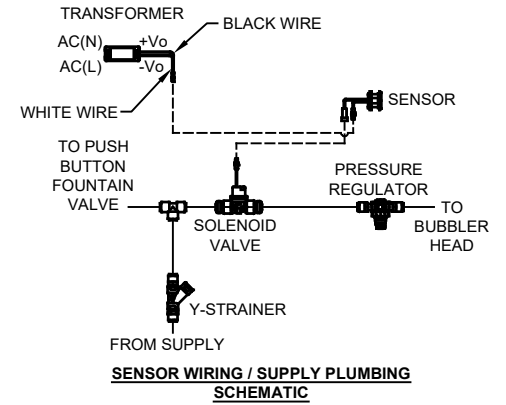 TRANSFORMER
BLACK WIRE
AC(N)
+Vo
AC(L)
-Vo
WHITE WIRE
SENSOR
TO PUSH
BUTTON
FOUNTAIN
VALVE
SOLENOID
VALVE
PRESSURE
REGULATOR
TO
BUBBLER
HEAD
Y-STRAINER
FROM SUPPLY
SENSOR WIRING / SUPPLY PLUMBING
SCHEMATIC